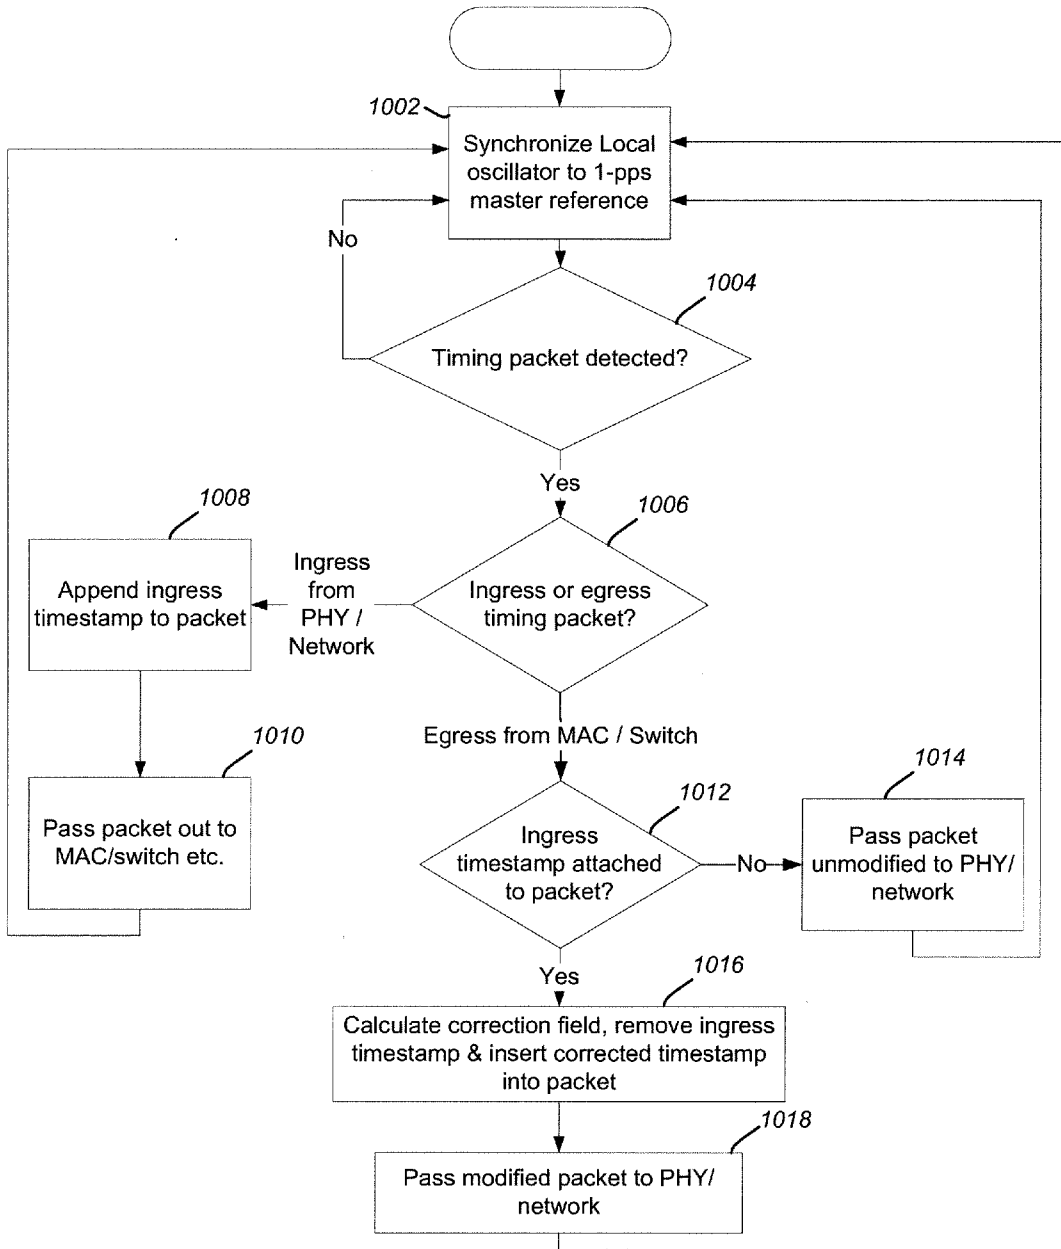 1002
Synchronize Local
oscillator to 1-pps
master reference
No
1004
Timing packet detected?
Yes
1006
Ingress or egress
timing packet?
Ingress
from
PHY /
Network
1008
Append ingress
timestamp to packet
1010
Pass packet out to
MAC/switch etc.
Egress from MAC / Switch
1012
Ingress
timestamp attached
to packet?
No
1014
Pass packet
unmodified to PHY/
network
Yes
1016
Calculate correction field, remove ingress
timestamp & insert corrected timestamp
into packet
1018
Pass modified packet to PHY/
network